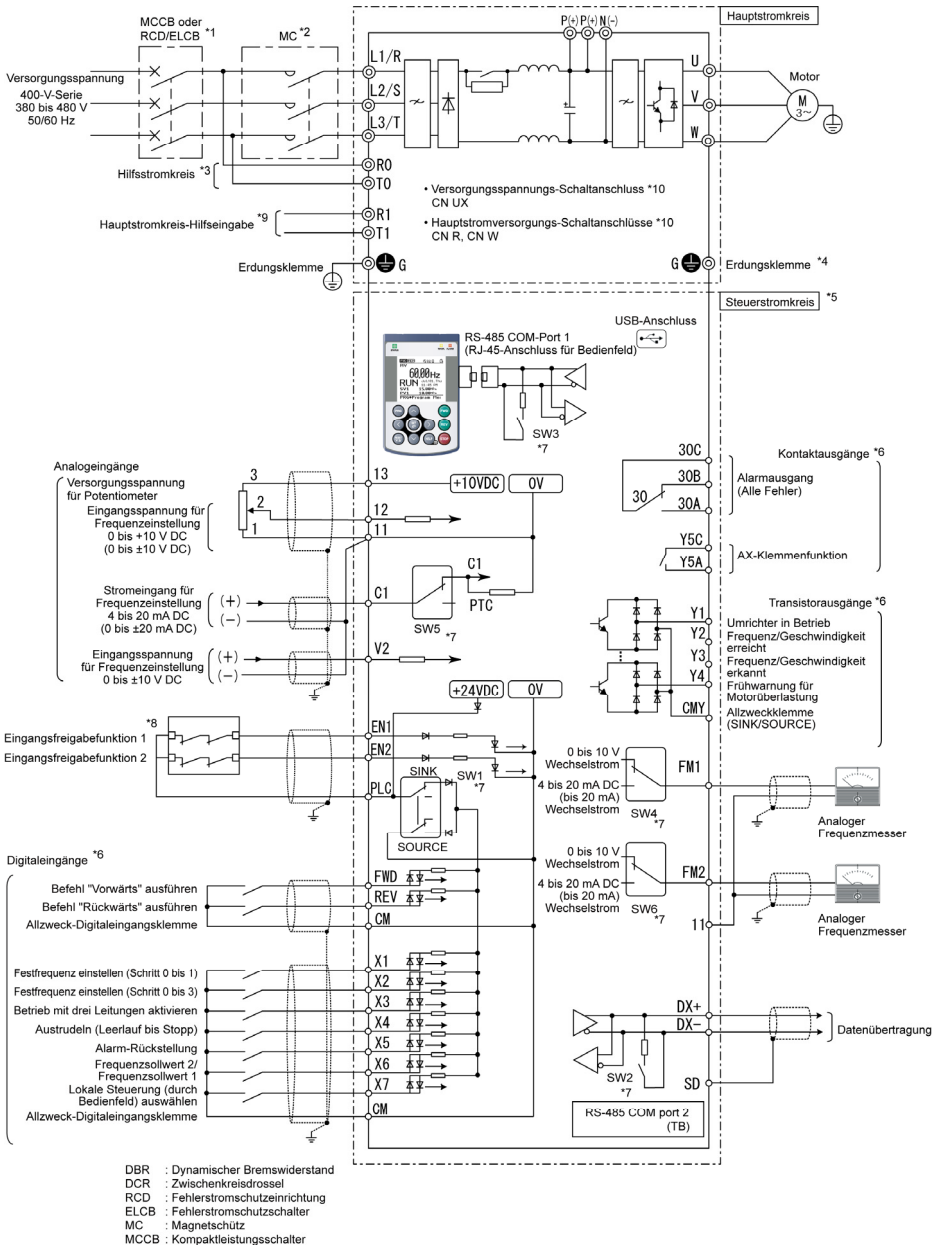 MCCB oder
RCD/ELCB *1
MC *2
P(+) P(+) N(-)
Hauptstromkreis
Versorgungsspannung
400-V-Serie
380 bis 480 V
50/60 Hz
L1/R
L2/S
L3/T
U
V
W
Motor
M
3~
Hilfsstromkreis *3
R0
T0
Hauptstromkreis-Hilfseingabe *9
R1
T1
• Versorgungsspannungs-Schaltanschluss *10
CN UX
• Hauptstromversorgungs-Schaltanschlüsse *10
CN R, CN W
Erdungsklemme
G
G
Erdungsklemme *4
Steuerstromkreis *5
USB-Anschluss
RS-485 COM-Port 1
(RJ-45-Anschluss für Bedienfeld)
60.00Hz
RUN
SW3
*7
Analogeingänge
Versorgungsspannung
für Potentiometer
Eingangsspannung für
Frequenzeinstellung
0 bis +10 V DC
(0 bis ±10 V DC)
3
2
1
13
12
11
+10VDC
0V
Stromeingang für
Frequenzeinstellung
4 bis 20 mA DC
(0 bis ±20 mA DC)
(+)
(-)
C1
C1
PTC
SW5 *7
Eingangsspannung
für Frequenzeinstellung
0 bis ±10 V DC
(+)
(-)
V2
+24VDC
0V
30C
30B
30A
30
Kontaktausgänge *6
Alarmausgang
(Alle Fehler)
Y5C
Y5A
AX-Klemmenfunktion
Transistorausgänge *6
Y1
Y2
Y3
Y4
CMY
Umrichter in Betrieb
Frequenz/Geschwindigkeit
erreicht
Frequenz/Geschwindigkeit
erkannt
Frühwarnung für
Motorüberlastung
Allzweckklemme
(SINK/SOURCE)
*8
Eingangsfreigabefunktion 1
Eingangsfreigabefunktion 2
EN1
EN2
PLC
SINK
SOURCE
SW1
*7
0 bis 10 V
Wechselstrom
4 bis 20 mA DC
(bis 20 mA)
Wechselstrom
SW4
*7
FM1
Analoger
Frequenzmesser
0 bis 10 V
Wechselstrom
4 bis 20 mA DC
(bis 20 mA)
Wechselstrom
SW6
*7
FM2
11
Analoger
Frequenzmesser
Digitaleingänge *6
Befehl "Vorwärts" ausführen
Befehl "Rückwärts" ausführen
Allzweck-Digitaleingangsklemme
FWD
REV
CM
Festfrequenz einstellen (Schritt 0 bis 1)
Festfrequenz einstellen (Schritt 0 bis 3)
Betrieb mit drei Leitungen aktivieren
Austrudeln (Leerlauf bis Stopp)
Alarm-Rückstellung
Frequenzsollwert 2/
Frequenzsollwert 1
Lokale Steuerung (durch
Bedienfeld) auswählen
Allzweck-Digitaleingangsklemme
X1
X2
X3
X4
X5
X6
X7
CM
DX+
DX-
SD
Datenübertragung
SW2
*7
RS-485 COM port 2
(TB)
DBR : Dynamischer Bremswiderstand
DCR : Zwischenkreisdrossel
RCD : Fehlerstromschutzeinrichtung
ELCB : Fehlerstromschutzschalter
MC : Magnetschütz
MCCB : Kompaktleistungsschalter